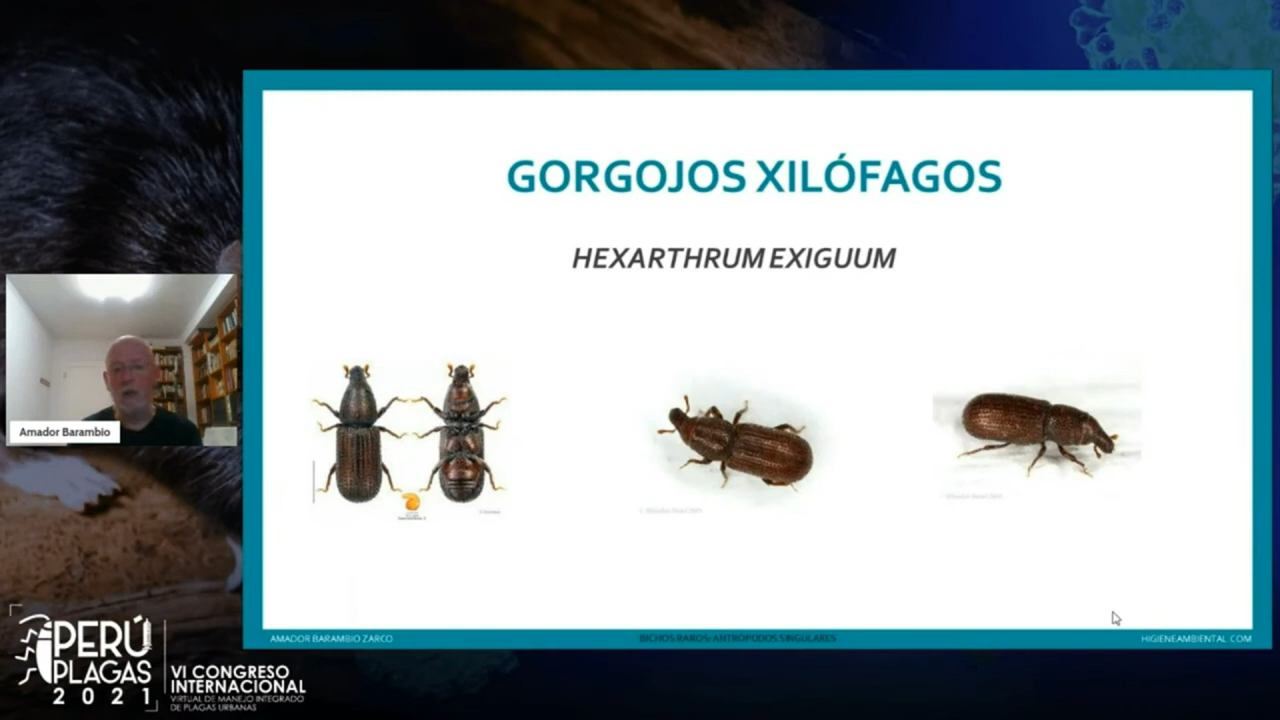 GORGOJOS XILÓFAGOS
HEXARTHRUM EXIGUUM
Amador Barambio
AMADOR BARAMBIO ZARCO
BICHOS RAROS: ANTRÓPODOS SINGULARES
HIGIENEAMBIENTAL.COM
PERÚ
PLAGAS
2021
VI CONGRESO
INTERNACIONAL
VIRTUAL DE MANEJO INTEGRADO
DE PLAGAS URBANAS